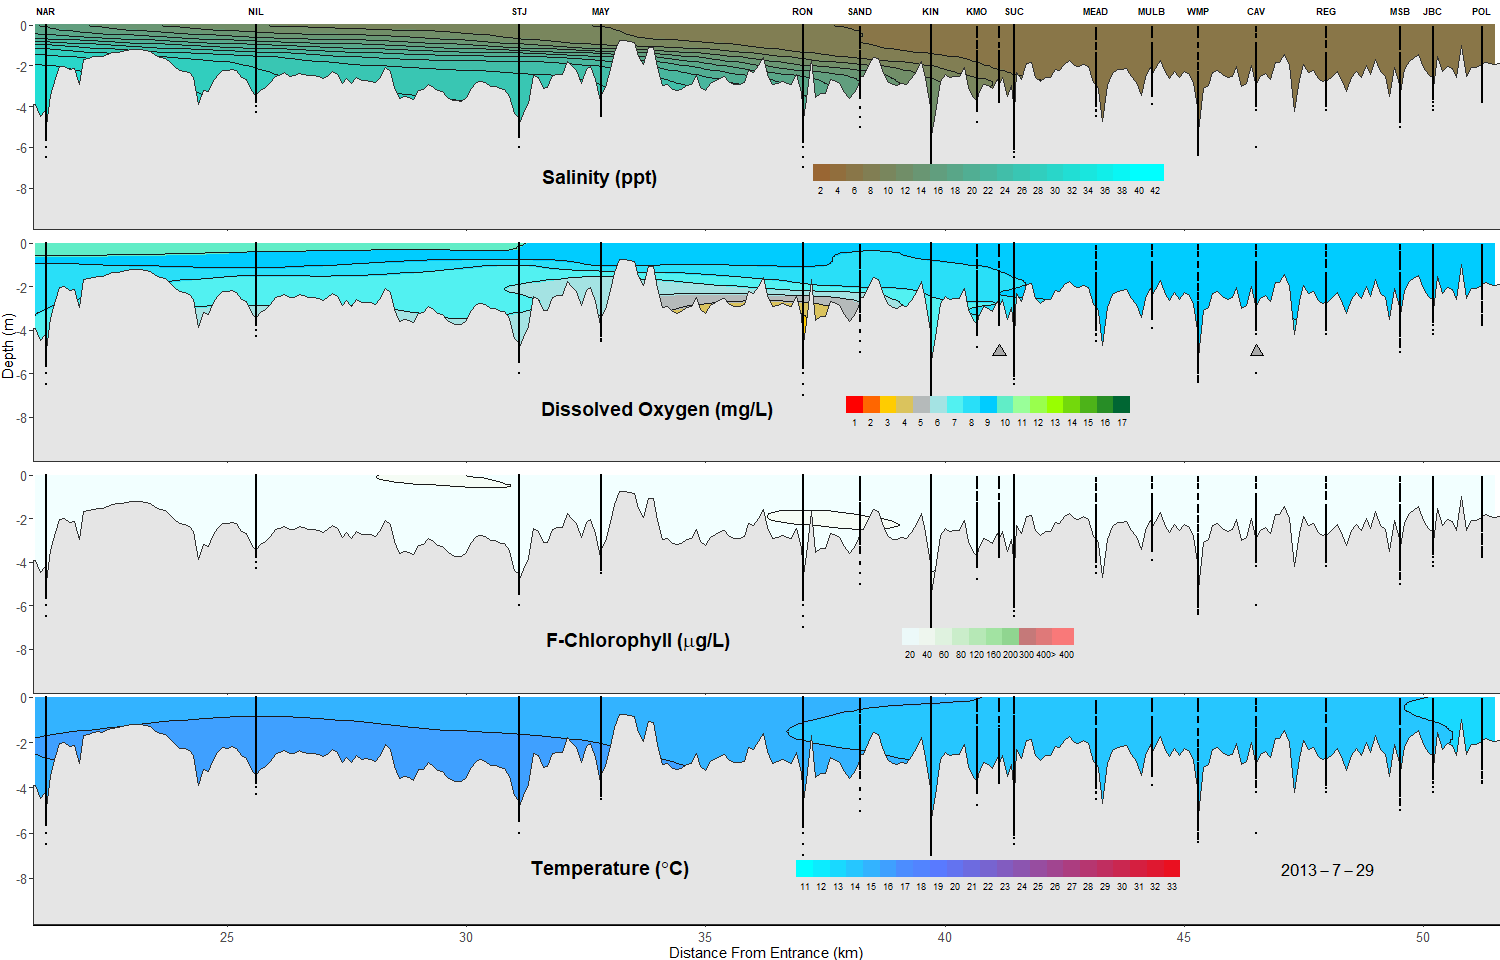 NAR NIL STJ MAY RON SAND KIN KMO SUC MEAD MULB WMP CAV REG MSB JBC POL
0
-2
-4
-6
-8
Salinity (ppt)
2 4 6 8 10 12 14 16 18 20 22 24 26 28 30 32 34 36 38 40 42
0
-2
-4
-6
-8
Depth (m)
Dissolved Oxygen (mg/L)
1 2 3 4 5 6 7 8 9 10 11 12 13 14 15 16 17
0
-2
-4
-6
-8
F-Chlorophyll (μg/L)
20 40 60 80 120 160 200 300 400> 400
0
-2
-4
-6
-8
Temperature (°C)
11 12 13 14 15 16 17 18 19 20 21 22 23 24 25 26 27 28 29 30 31 32 33
2013 – 7 – 29
25 30 35 40 45 50
Distance From Entrance (km)